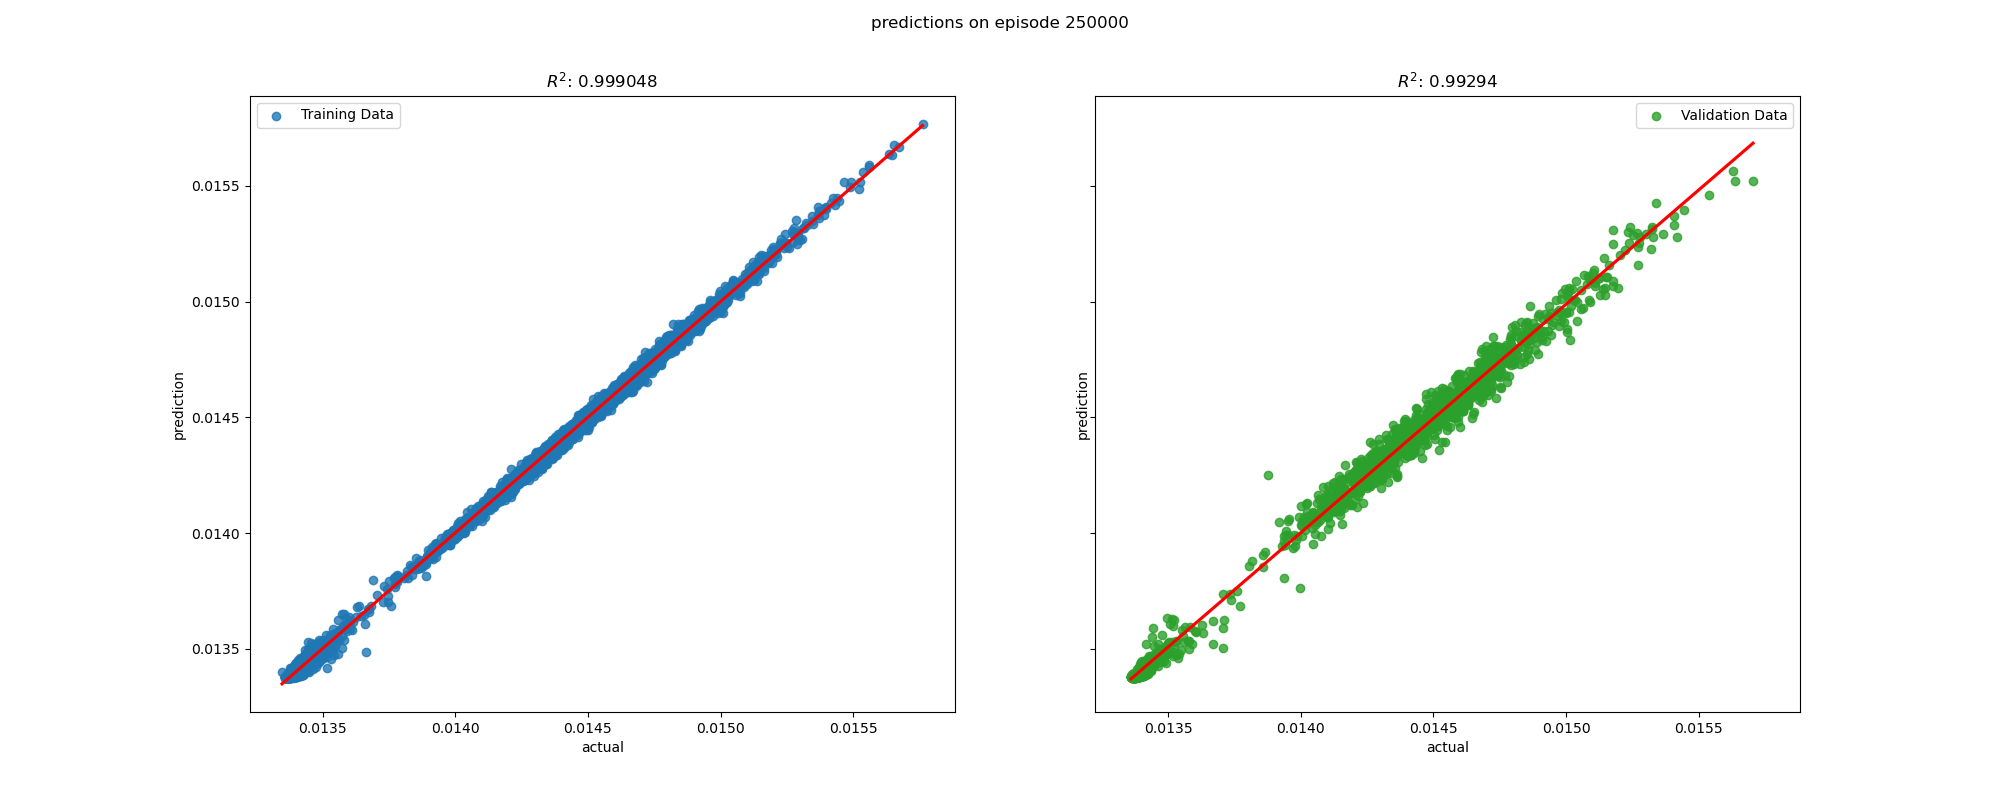 predictions on episode 250000
R²: 0.999048
Training Data
0.0155
0.0150
0.0145
0.0140
0.0135
prediction
0.0135 0.0140 0.0145 0.0150 0.0155
actual
R²: 0.99294
Validation Data
prediction
0.0135 0.0140 0.0145 0.0150 0.0155
actual